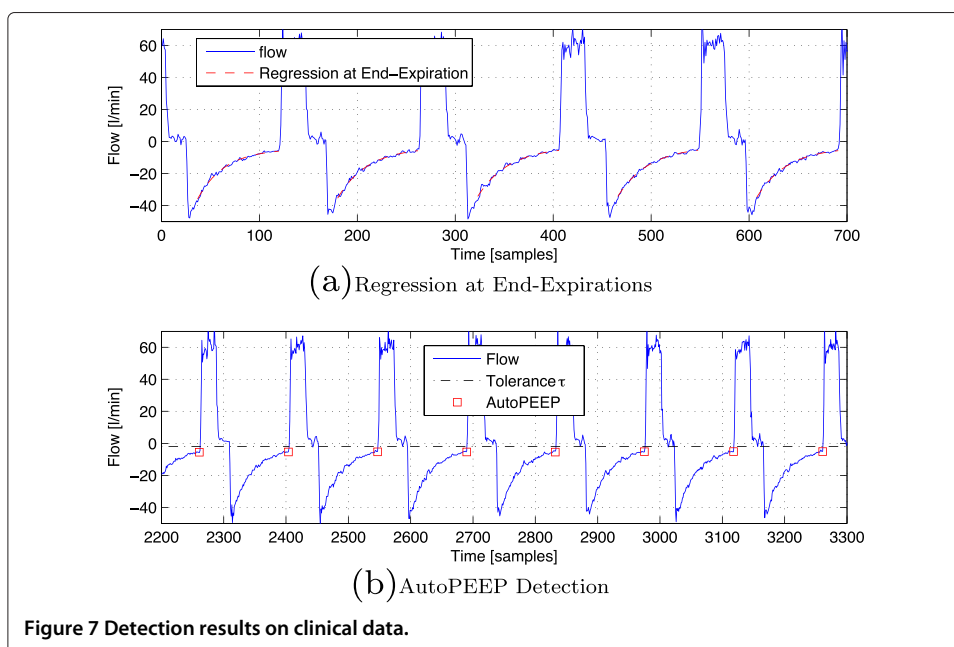 60
40
20
0
−20
−40
Flow [l/min]
flow
Regression at End−Expiration
0 100 200 300 400 500 600 700
Time [samples]
(a) Regression at End-Expirations
60
40
20
0
−20
−40
Flow [l/min]
Flow
Tolerance τ
AutoPEEP
2200 2300 2400 2500 2600 2700 2800 2900 3000 3100 3200 3300
Time [samples]
(b) AutoPEEP Detection
Figure 7 Detection results on clinical data.